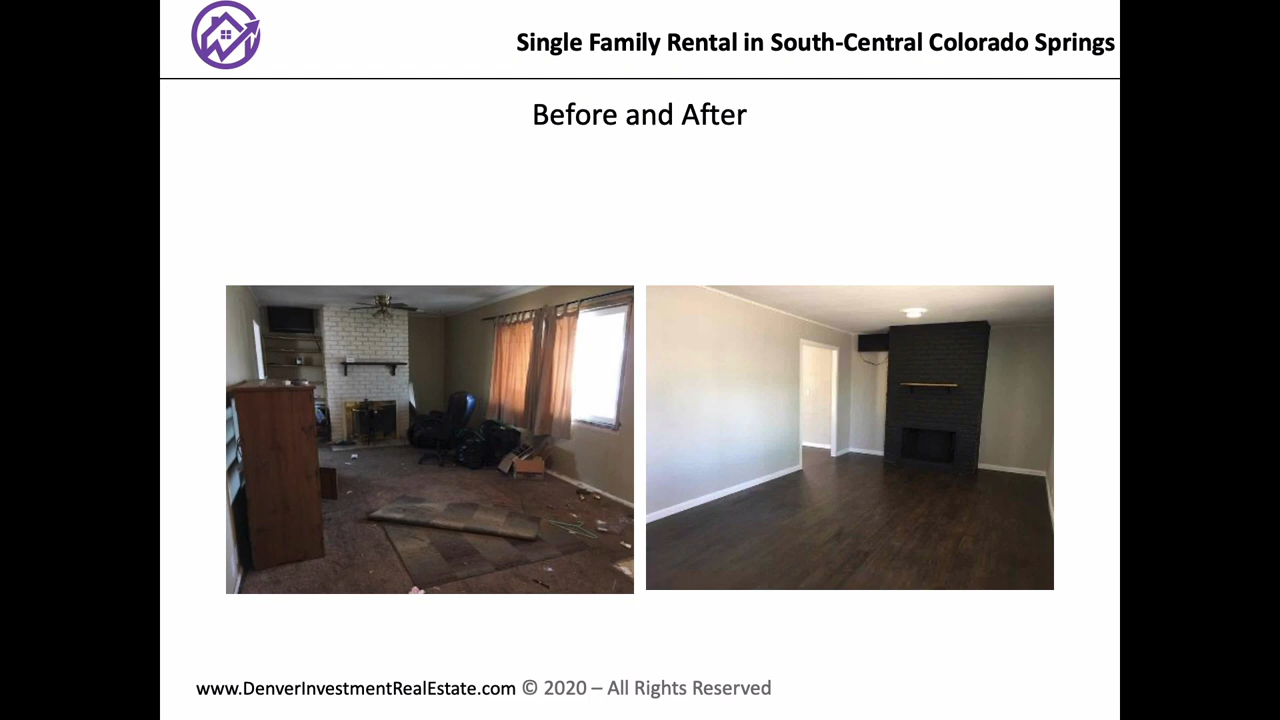 Single Family Rental in South-Central Colorado Springs
Before and After
www.DenverInvestmentRealEstate.com © 2020 – All Rights Reserved